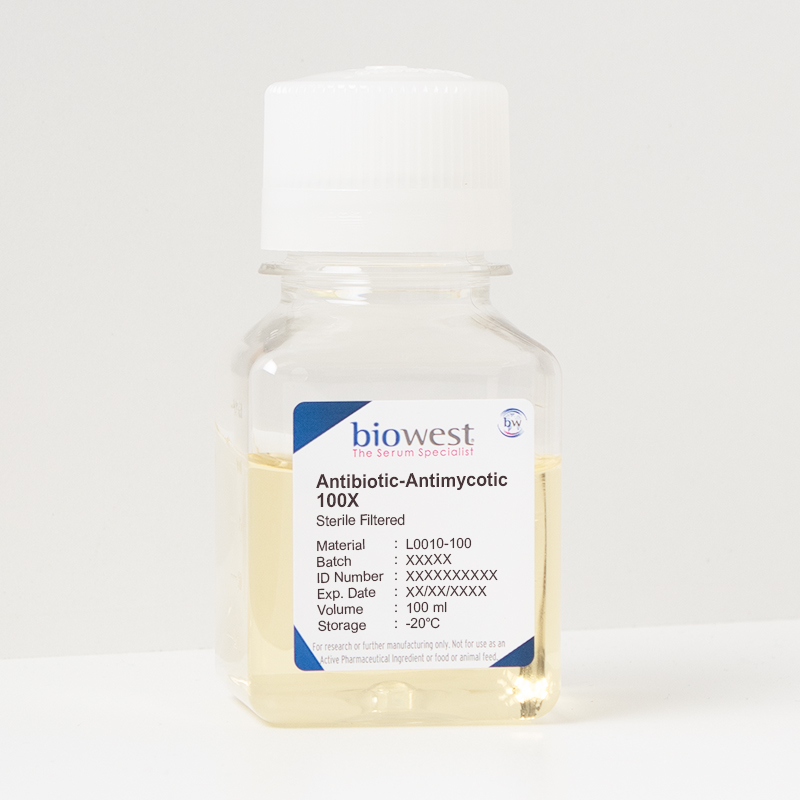 biowest®
bw
The Serum Specialist
Antibiotic-Antimycotic
100X
Sterile Filtered
Material : L0010-100
Batch : XXXXX
ID Number : XXXXXXXXXX
Exp. Date : XX/XX/XXXX
Volume : 100 ml
Storage : -20°C
For research or further manufacturing only. Not for use as an
Active Pharmaceutical Ingredient or food or animal feed.